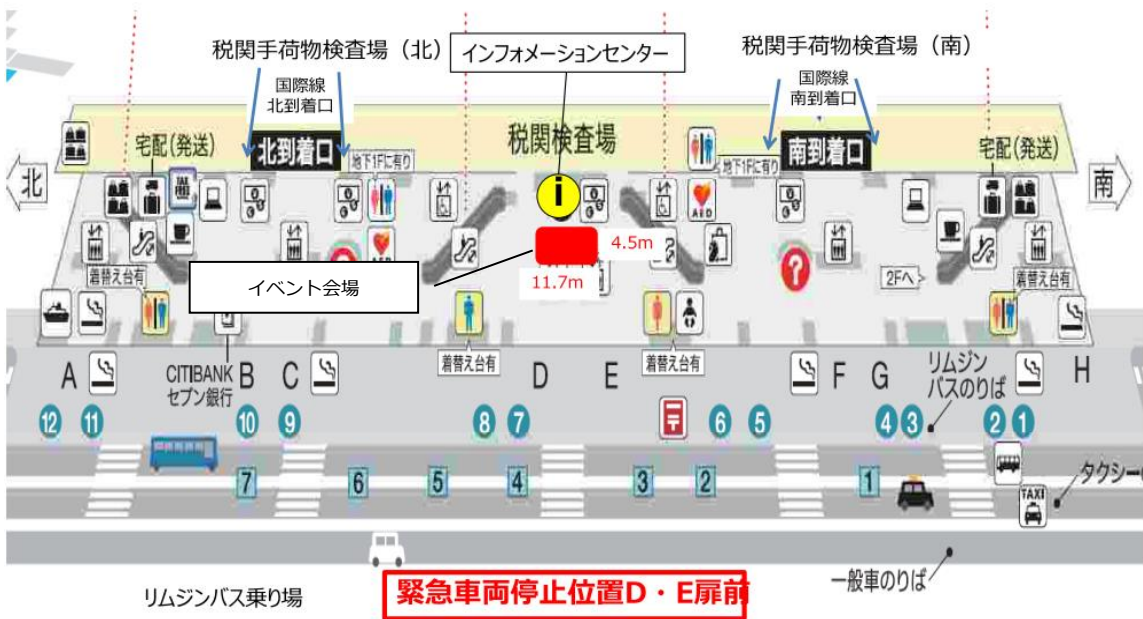 税関手荷物検査場（北）
インフォメーションセンター
税関手荷物検査場（南）
国際線
北到着口
国際線
南到着口
北
宅配(発送)
北到着口
地下1Fに有り
税関検査場
地下1Fに有り
南到着口
宅配(発送)
南
TAX
FREE
i
AED
4.5m
11.7m
イベント会場
?
2Fへ
着替え台有
着替え台有
着替え台有
着替え台有
A
CITIBANK
セブン銀行
B
C
D
E
F
G
リムジン
バスのりば
H
12
11
10
9
8
7
〒
6
5
4
3
2
1
7
6
5
4
3
2
1
TAXI
タクシー
一般車のりば
リムジンバス乗り場
緊急車両停止位置D・E扉前